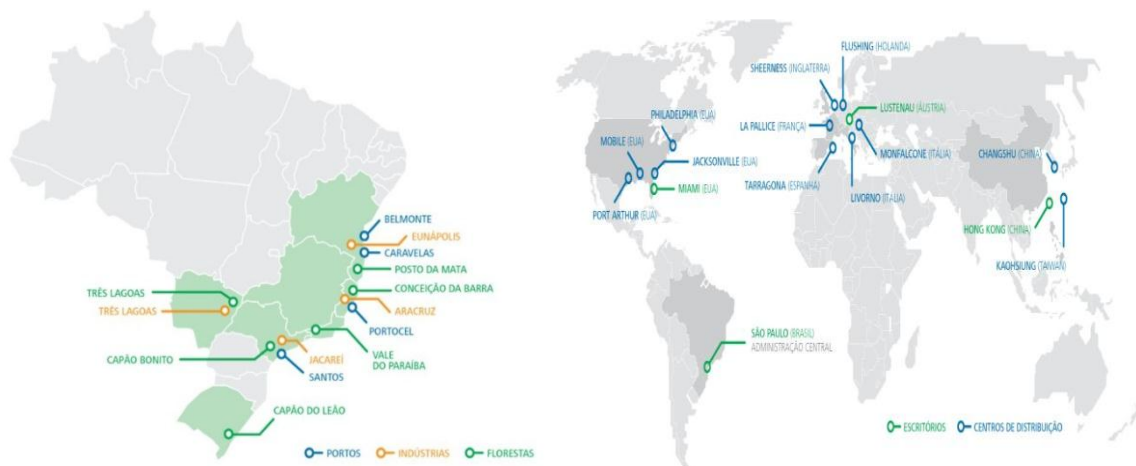 BELMONTE
EUNÁPOLIS
CARAVELAS
POSTO DA MATA
CONCEIÇÃO DA BARRA
TRÊS LAGOAS
TRÊS LAGOAS
ARACRUZ
PORTOCEL
CAPÃO BONITO
JACAREÍ
VALE
DO PARAÍBA
SANTOS
CAPÃO DO LEÃO
PORTOS
INDÚSTRIAS
FLORESTAS
FLUSHING (HOLANDA)
SHEERNESS (INGLATERRA)
LUSTENAU (ÁUSTRIA)
PHILADELPHIA (EUA)
LA PALLICE (FRANÇA)
MOBILE (EUA)
MONFALCONE (ITÁLIA)
CHANGSHU (CHINA)
JACKSONVILLE (EUA)
TARRAGONA (ESPANHA)
MIAMI (EUA)
LIVORNO (ITALIA)
PORT ARTHUR (EUA)
HONG KONG (CHINA)
KAOHSIUNG (TAIWAN)
SÃO PAULO (BRASIL)
ADMINISTRAÇÃO CENTRAL
ESCRITÓRIOS
CENTROS DE DISTRIBUIÇÃO